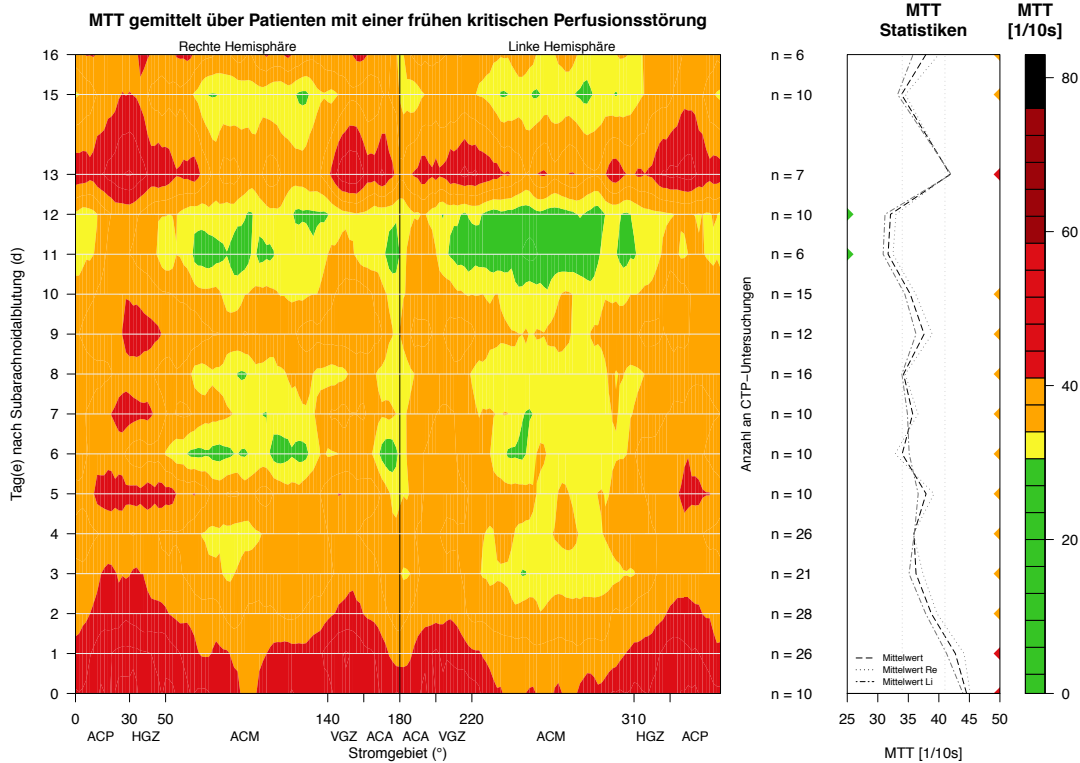 MTT gemittelt über Patienten mit einer frühen kritischen Perfusionsstörung
Rechte Hemisphäre
Linke Hemisphäre
Tag(e) nach Subarachnoidalblutung (d)
16
15
13
12
11
10
9
8
7
6
5
4
3
2
1
0
0 30 50 140 180 220 310
ACP HGZ ACM VGZ ACA ACA VGZ ACM HGZ ACP
Stromgebiet (°)
Anzahl an CTP−Untersuchungen
n = 6
n = 10
n = 7
n = 10
n = 6
n = 15
n = 12
n = 16
n = 10
n = 10
n = 10
n = 26
n = 21
n = 28
n = 26
n = 10
MTT
Statistiken
Mittelwert
Mittelwert Re
Mittelwert Li
25 30 35 40 45 50
MTT [1/10s]
MTT
[1/10s]
80
60
40
20
0